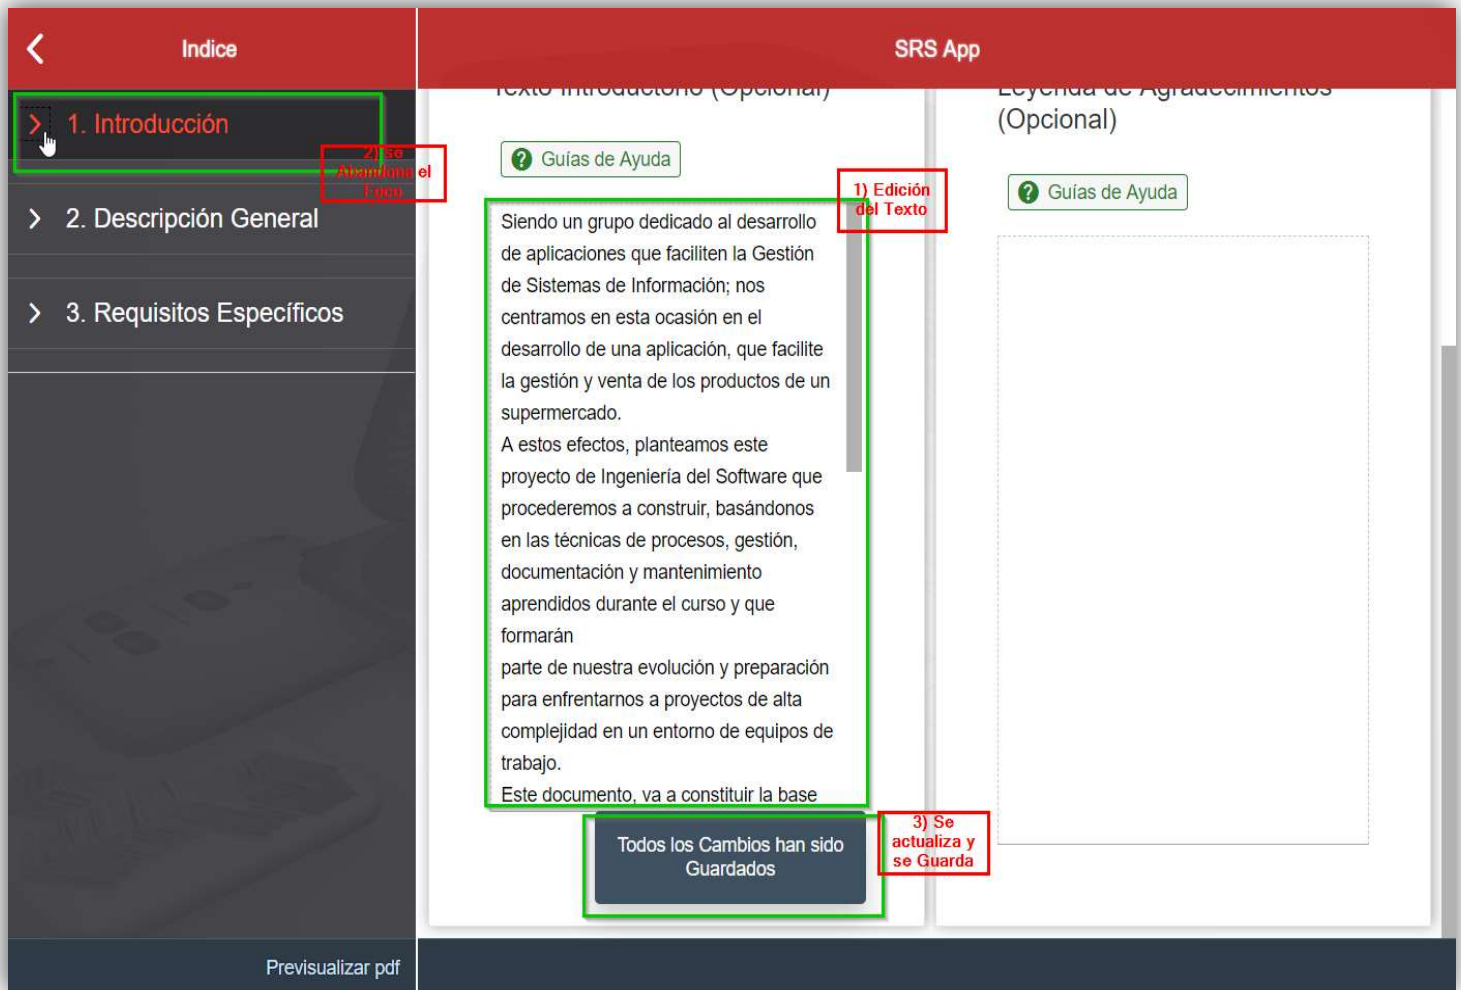 Indice
SRS App
1. Introducción
2) se
Abandona el
Foco
2. Descripción General
3. Requisitos Específicos
Previsualizar pdf
Texto Introductorio (Opcional)
Guías de Ayuda
1) Edición
del Texto
Siendo un grupo dedicado al desarrollo
de aplicaciones que faciliten la Gestión
de Sistemas de Información; nos
centramos en esta ocasión en el
desarrollo de una aplicación, que facilite
la gestión y venta de los productos de un
supermercado.
A estos efectos, planteamos este
proyecto de Ingeniería del Software que
procederemos a construir, basándonos
en las técnicas de procesos, gestión,
documentación y mantenimiento
aprendidos durante el curso y que
formarán
parte de nuestra evolución y preparación
para enfrentarnos a proyectos de alta
complejidad en un entorno de equipos de
trabajo.
Este documento, va a constituir la base
Todos los Cambios han sido
Guardados
3) Se
actualiza y
se Guarda
Leyenda de Agradecimientos
(Opcional)
Guías de Ayuda